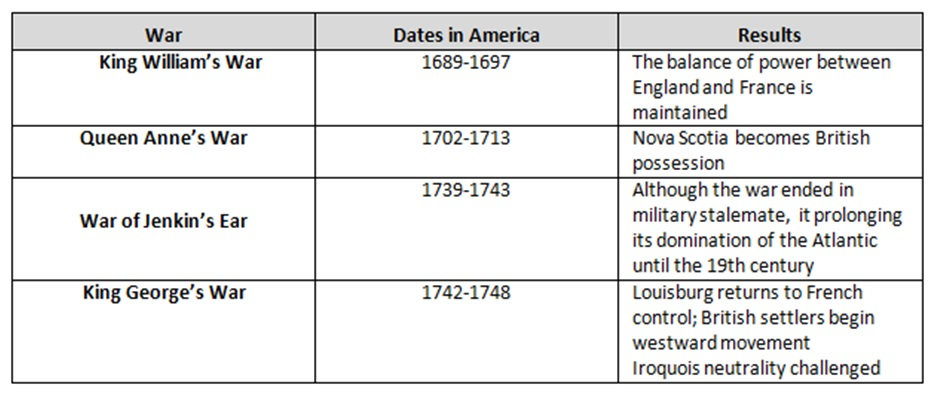 War Dates in America Results
King William's War 1689-1697 The balance of power between
England and France is
maintained
Queen Anne's War 1702-1713 Nova Scotia becomes British
possession
War of Jenkin's Ear 1739-1743 Although the war ended in
military stalemate, it prolonging
its domination of the Atlantic
until the 19th century
King George's War 1742-1748 Louisburg returns to French
control; British settlers begin
westward movement
Iroquois neutrality challenged